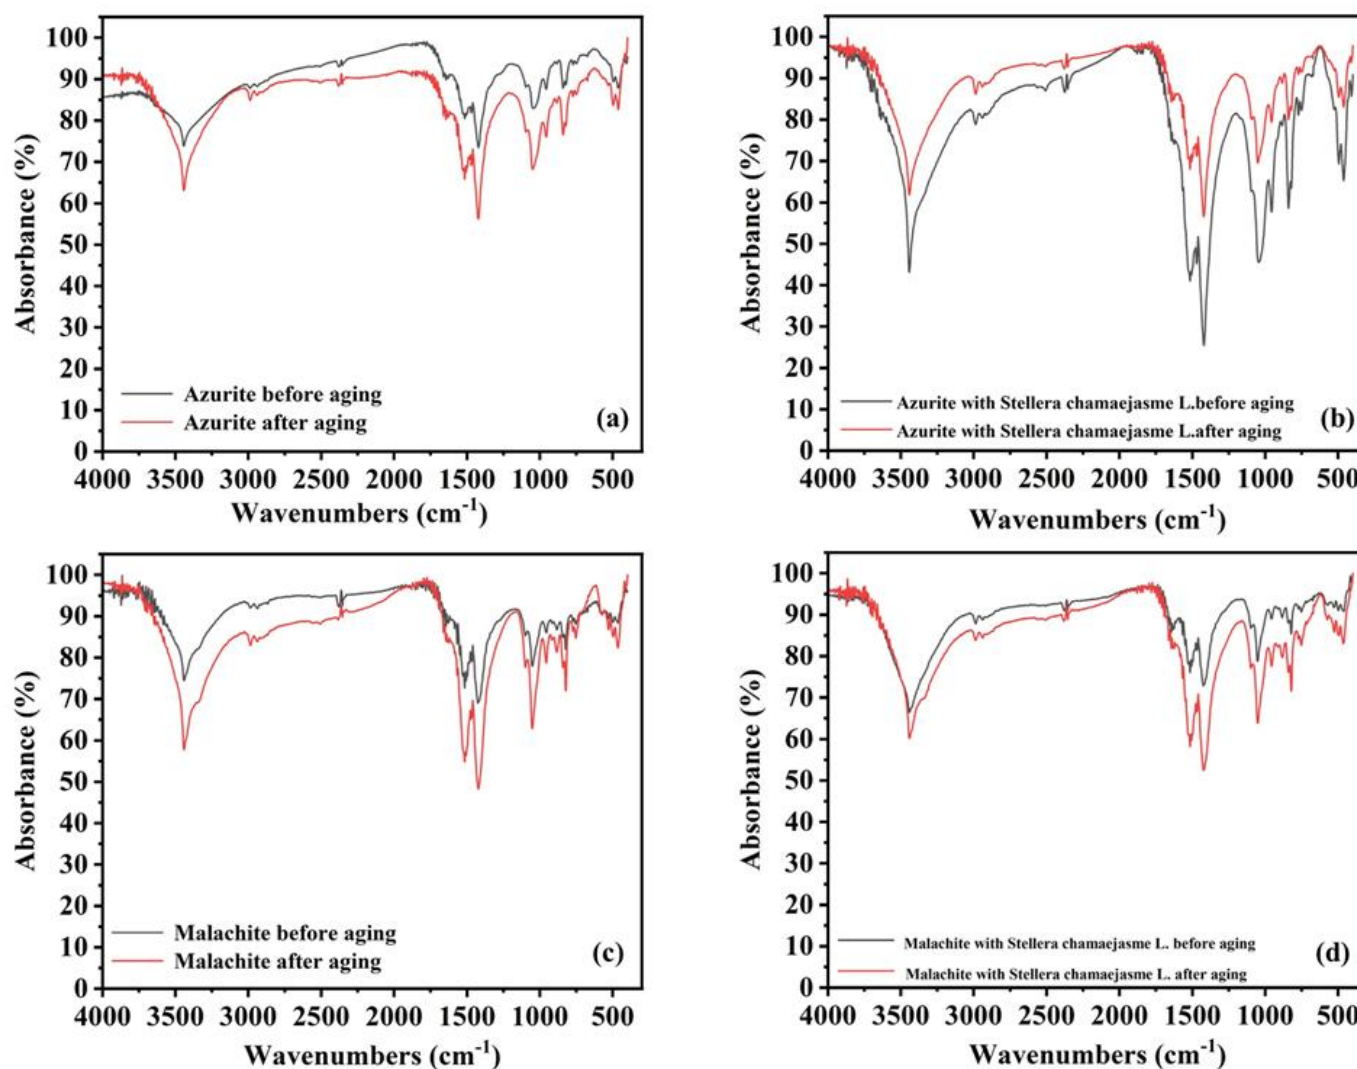 100
90
80
70
60
50
40
30
20
10
0
Absorbance (%)
Azurite before aging
Azurite after aging
(a)
4000 3500 3000 2500 2000 1500 1000 500
Wavenumbers (cm-1)
100
90
80
70
60
50
40
30
20
10
0
Absorbance (%)
Azurite with Stellera chamaejasme L.before aging
Azurite with Stellera chamaejasme L.after aging
(b)
4000 3500 3000 2500 2000 1500 1000 500
Wavenumbers (cm-1)
100
90
80
70
60
50
40
30
20
10
0
Absorbance (%)
Malachite before aging
Malachite after aging
(c)
4000 3500 3000 2500 2000 1500 1000 500
Wavenumbers (cm-1)
100
90
80
70
60
50
40
30
20
10
0
Absorbance (%)
Malachite with Stellera chamaejasme L. before aging
Malachite with Stellera chamaejasme L. after aging
(d)
4000 3500 3000 2500 2000 1500 1000 500
Wavenumbers (cm-1)